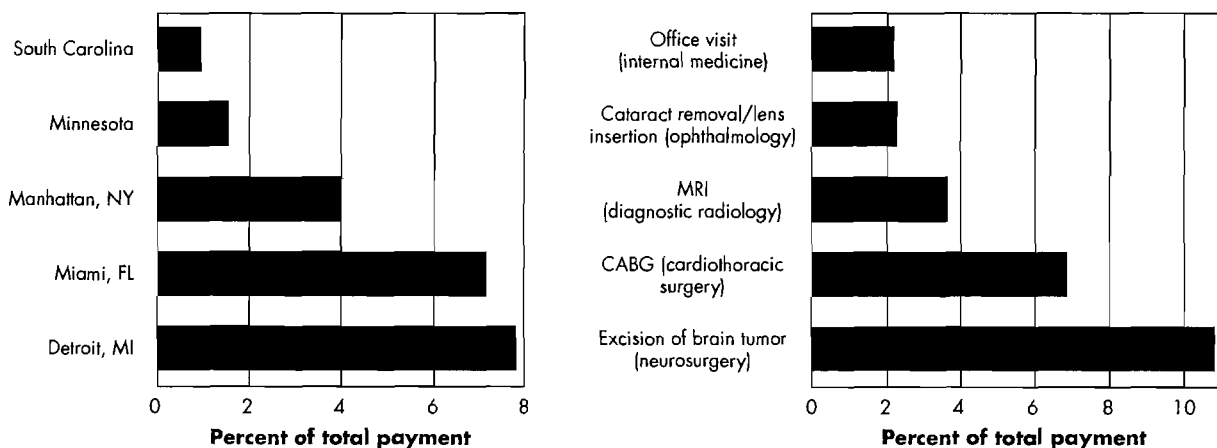 South Carolina
Minnesota
Manhattan, NY
Miami, FL
Detroit, MI
0 2 4 6 8
Percent of total payment
Office visit
(internal medicine)
Cataract removal/lens
insertion (ophthalmology)
MRI
(diagnostic radiology)
CABG (cardiothoracic
surgery)
Excision of brain tumor
(neurosurgery)
0 2 4 6 8 10
Percent of total payment